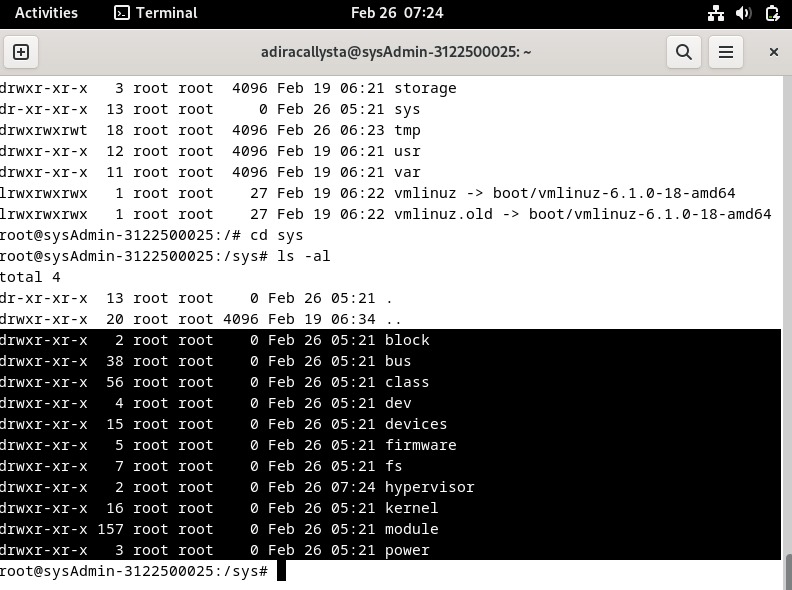 Activities Terminal Feb 26 07:24
adiracallysta@sysAdmin-3122500025: ~
drwxr-xr-x   3 root root  4096 Feb 19 06:21 storage
dr-xr-xr-x  13 root root     0 Feb 26 05:21 sys
drwxrwxrwt  18 root root  4096 Feb 26 06:23 tmp
drwxr-xr-x  12 root root  4096 Feb 19 06:21 usr
drwxr-xr-x  11 root root  4096 Feb 19 06:21 var
lrwxrwxrwx   1 root root    27 Feb 19 06:22 vmlinuz -> boot/vmlinuz-6.1.0-18-amd64
lrwxrwxrwx   1 root root    27 Feb 19 06:22 vmlinuz.old -> boot/vmlinuz-6.1.0-18-amd64
root@sysAdmin-3122500025:/# cd sys
root@sysAdmin-3122500025:/sys# ls -al
total 4
dr-xr-xr-x  13 root root    0 Feb 26 05:21 .
drwxr-xr-x  20 root root 4096 Feb 19 06:34 ..
drwxr-xr-x   2 root root    0 Feb 26 05:21 block
drwxr-xr-x  38 root root    0 Feb 26 05:21 bus
drwxr-xr-x  56 root root    0 Feb 26 05:21 class
drwxr-xr-x   4 root root    0 Feb 26 05:21 dev
drwxr-xr-x  15 root root    0 Feb 26 05:21 devices
drwxr-xr-x   5 root root    0 Feb 26 05:21 firmware
drwxr-xr-x   7 root root    0 Feb 26 05:21 fs
drwxr-xr-x   2 root root    0 Feb 26 07:24 hypervisor
drwxr-xr-x  16 root root    0 Feb 26 05:21 kernel
drwxr-xr-x 157 root root    0 Feb 26 05:21 module
drwxr-xr-x   3 root root    0 Feb 26 05:21 power
root@sysAdmin-3122500025:/sys#